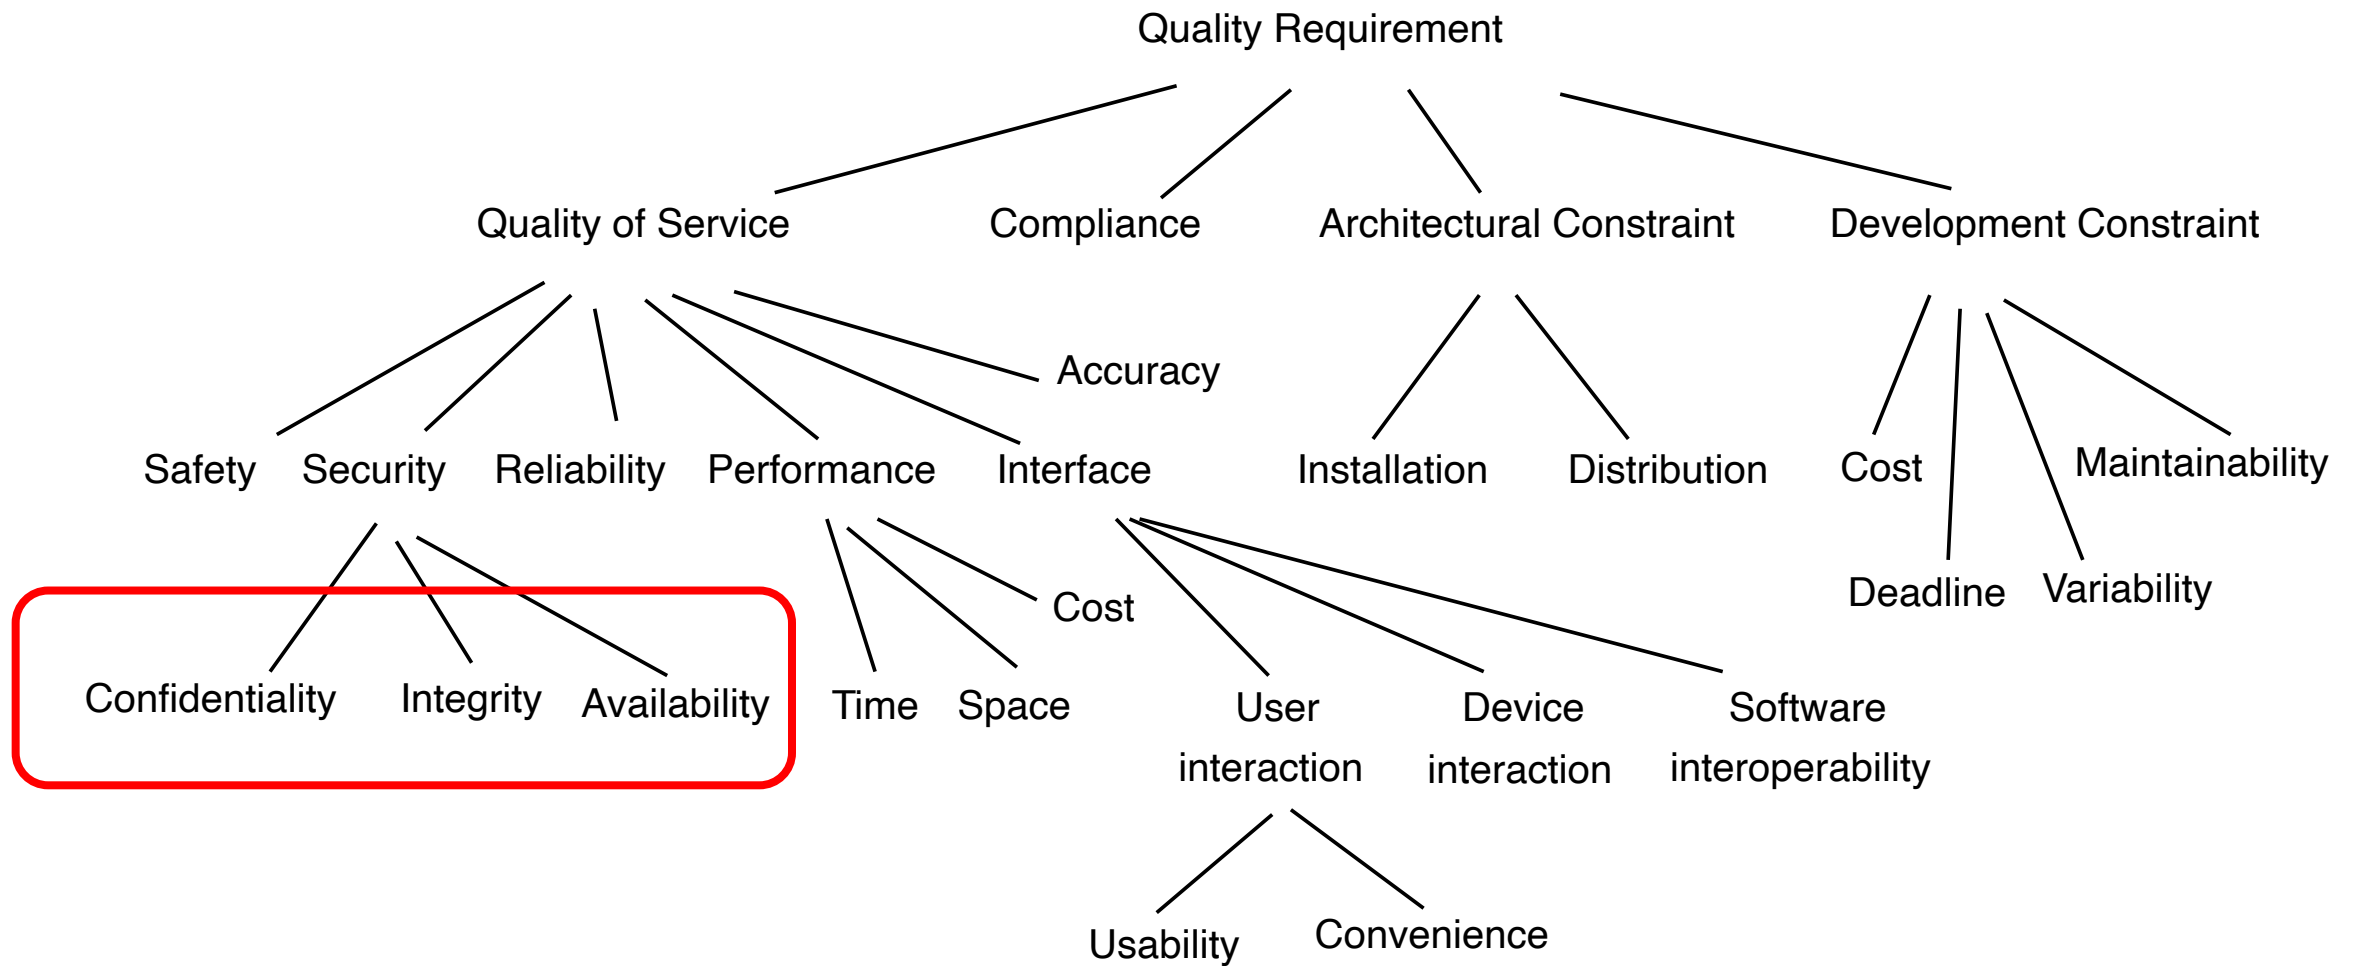 Quality Requirement
Quality of Service
Compliance
Architectural Constraint
Development Constraint
Accuracy
Safety
Security
Reliability
Performance
Interface
Installation
Distribution
Cost
Maintainability
Cost
Deadline
Variability
Confidentiality
Integrity
Availability
Time
Space
User
interaction
Device
interaction
Software
interoperability
Usability
Convenience